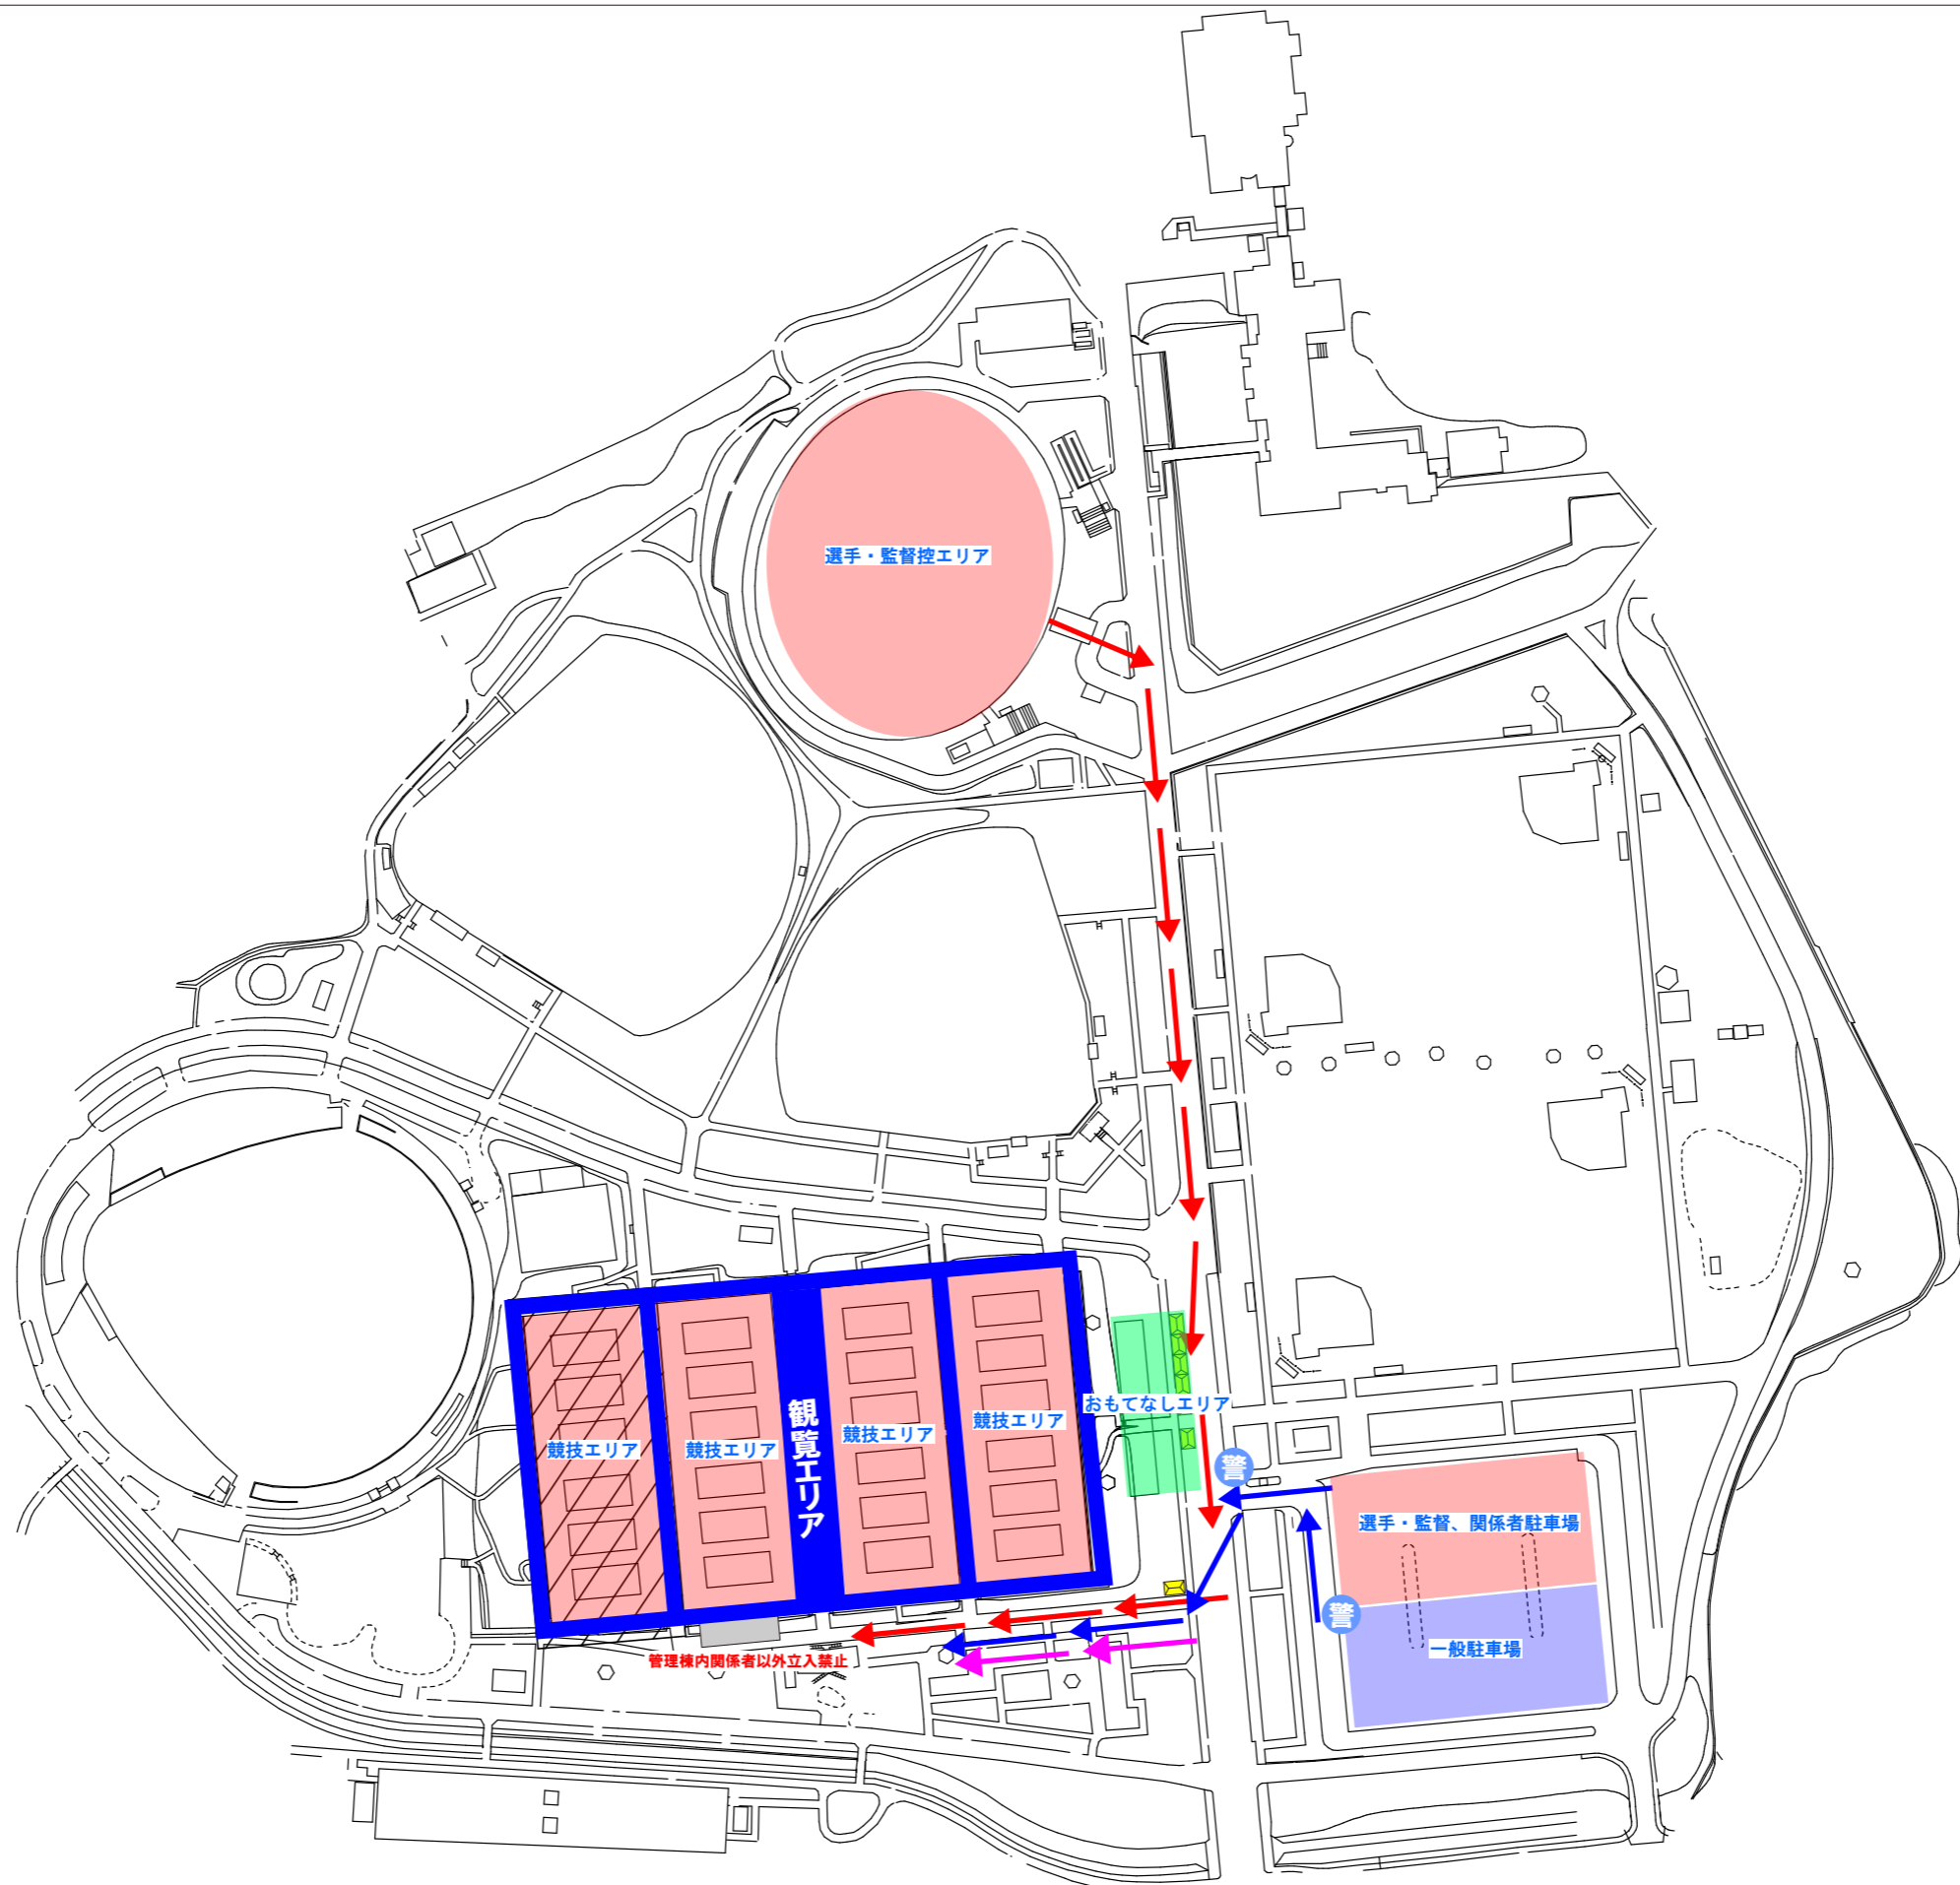 選手・監督控エリア
おもてなしエリア
競技エリア
競技エリア
観覧エリア
競技エリア
競技エリア
警
選手・監督、関係者駐車場
警
一般駐車場
管理棟内関係者以外立入禁止